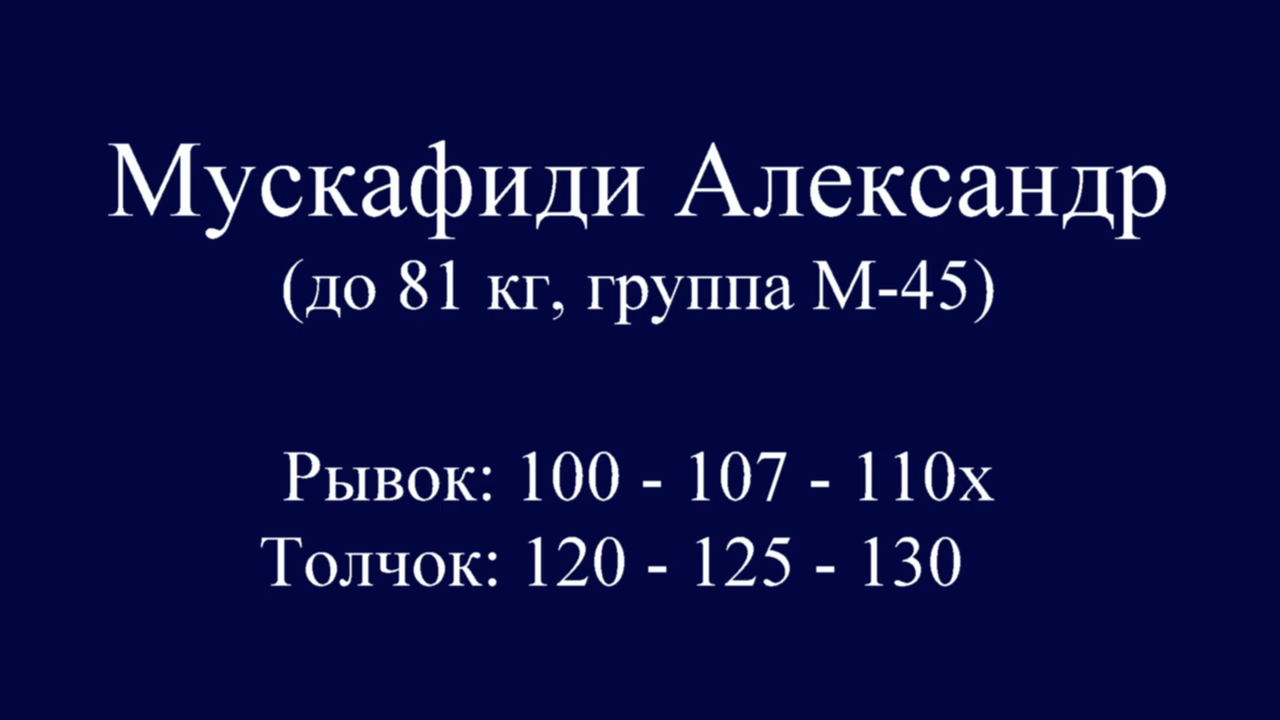 Мускафиди Александр
(до 81 кг, группа М-45)
Рывок: 100 - 107 - 110х
Толчок: 120 - 125 - 130